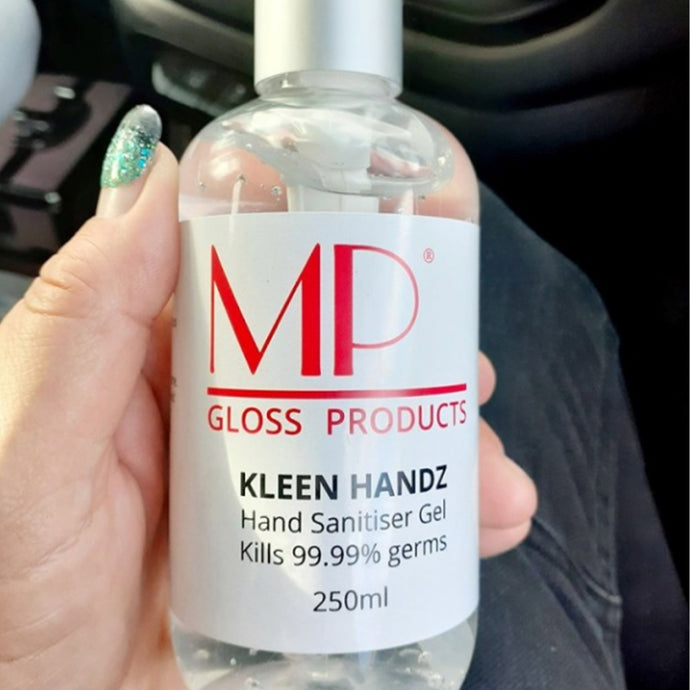 MP®
GLOSS PRODUCTS
KLEEN HANDZ
Hand Sanitiser Gel
Kills 99.99% germs
250ml